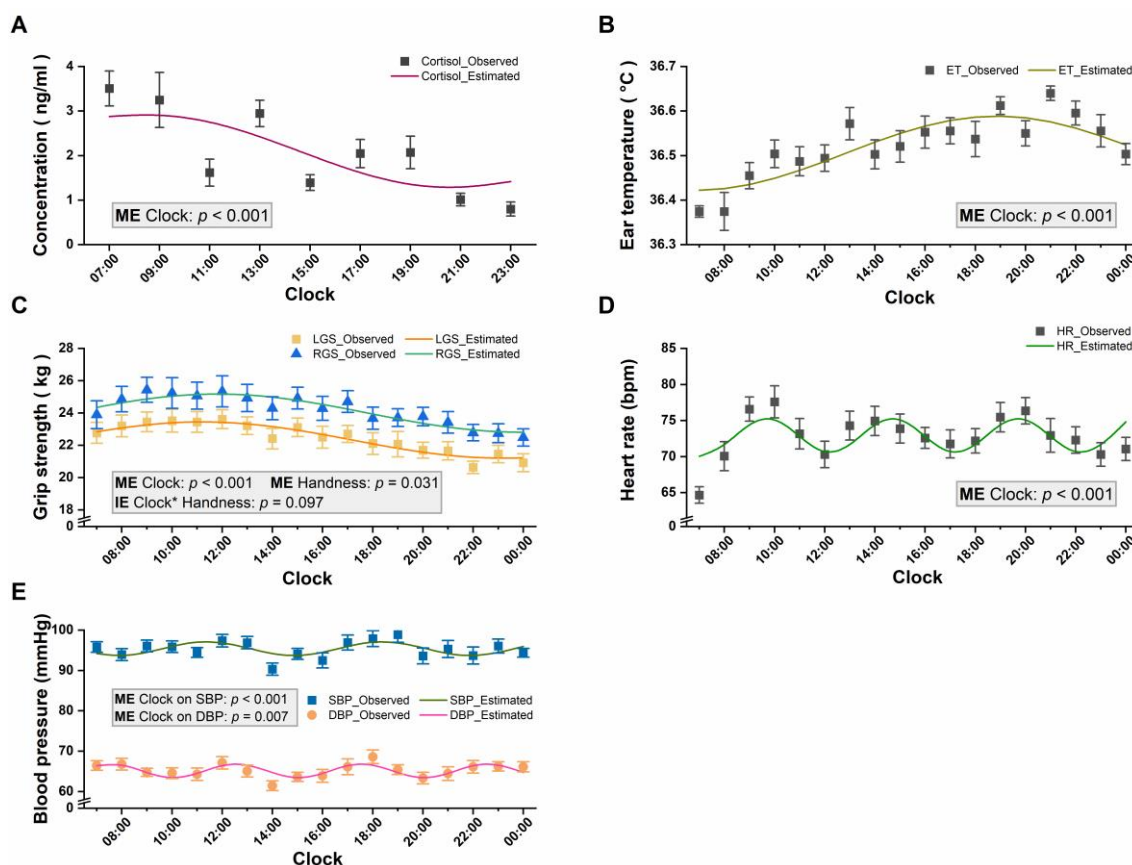 A
Concentration ( ng/ml )
4
3
2
1
0
Cortisol_Observed
Cortisol_Estimated
ME Clock: p < 0.001
07:00 09:00 11:00 13:00 15:00 17:00 19:00 21:00 23:00
Clock
B
Ear temperature ( °C )
36.7
36.6
36.5
36.4
36.3
ET_Observed ET_Estimated
ME Clock: p < 0.001
08:00 10:00 12:00 14:00 16:00 18:00 20:00 22:00 00:00
Clock
C
Grip strength ( kg )
28
26
24
22
20
0
LGS_Observed LGS_Estimated
RGS_Observed RGS_Estimated
ME Clock: p < 0.001 ME Handness: p = 0.031
IE Clock* Handness: p = 0.097
08:00 10:00 12:00 14:00 16:00 18:00 20:00 22:00 00:00
Clock
D
Heart rate (bpm)
85
80
75
70
65
0
HR_Observed
HR_Estimated
ME Clock: p < 0.001
08:00 10:00 12:00 14:00 16:00 18:00 20:00 22:00 00:00
Clock
E
Blood pressure (mmHg)
100
90
70
60
0
ME Clock on SBP: p < 0.001
ME Clock on DBP: p = 0.007
SBP_Observed SBP_Estimated
DBP_Observed DBP_Estimated
08:00 10:00 12:00 14:00 16:00 18:00 20:00 22:00 00:00
Clock